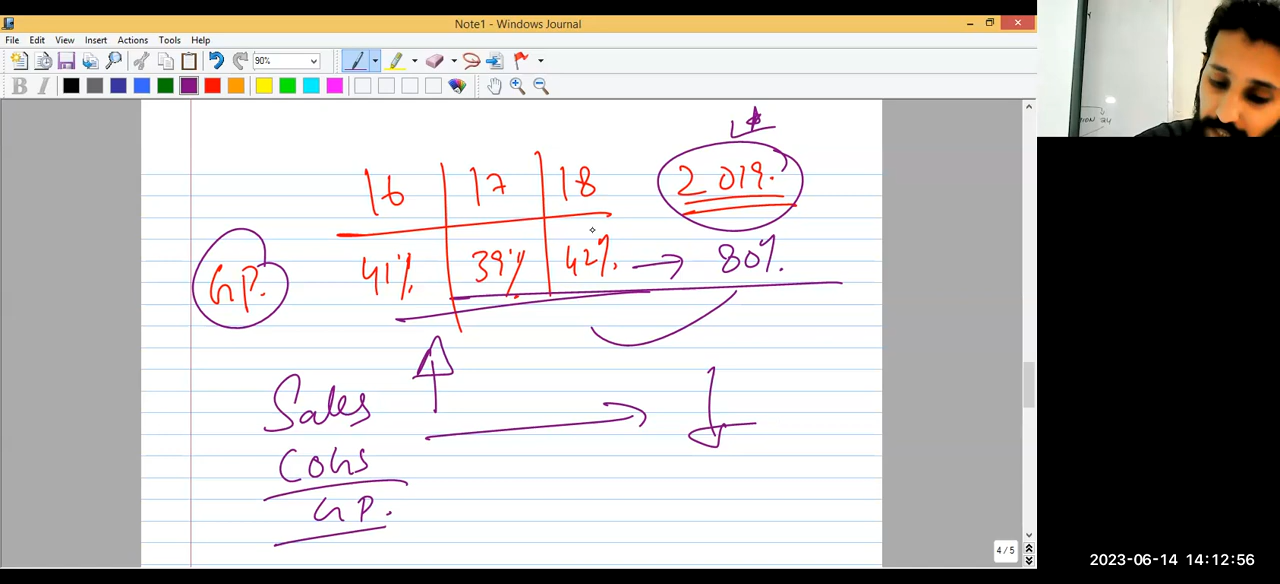 Note1 - Windows Journal
File Edit View Insert Actions Tools Help
90%
B I
16 17 18 2019.
GP. 41% 39% 42% → 80%
Sales
COGS
GP.
4/5
2023-06-14 14:12:56